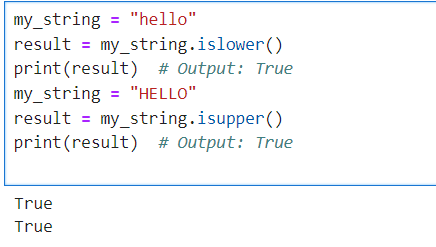 my_string = "hello"
result = my_string.islower()
print(result)  # Output: True
my_string = "HELLO"
result = my_string.isupper()
print(result)  # Output: True
True
True